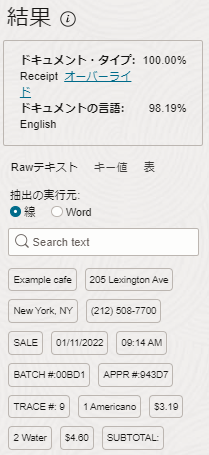 結果
ドキュメント・タイプ: 100.00%
Receipt オーバーライ
ド
ドキュメントの言語: 98.19%
English
Rawテキスト キー値 表
抽出の実行元:
線 Word
Search text
Example cafe 205 Lexington Ave
New York, NY (212) 508-7700
SALE 01/11/2022 09:14 AM
BATCH #:00BD1 APPR #:943D7
TRACE #: 9 1 Americano $3.19
2 Water $4.60 SUBTOTAL: